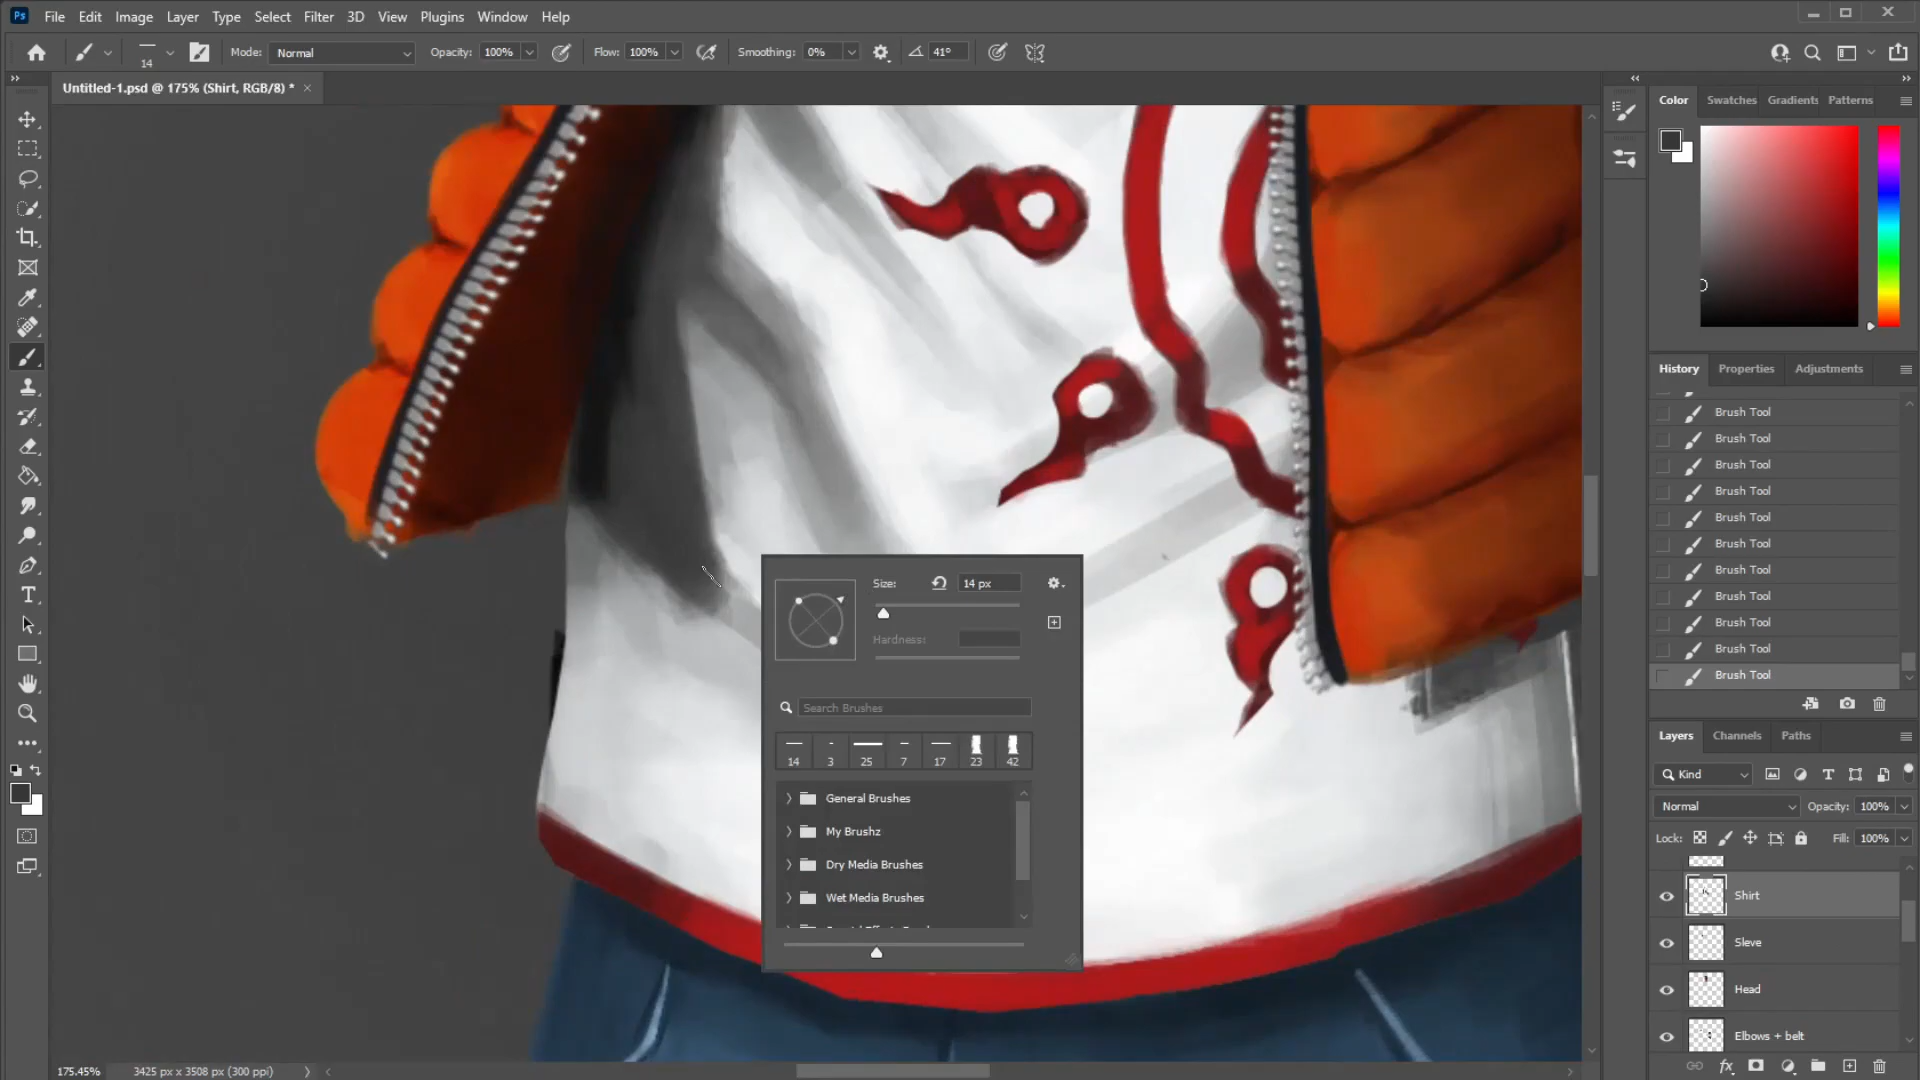 Ps File Edit Image Layer Type Select Filter 3D View Plugins Window Help
14 Mode: Normal Opacity: 100% Flow: 100% Smoothing: 0% 41°
Untitled-1.psd @ 175% (Shirt, RGB/8) *
Color Swatches Gradients Patterns
History Properties Adjustments
Brush Tool
Brush Tool
Brush Tool
Brush Tool
Brush Tool
Brush Tool
Brush Tool
Brush Tool
Brush Tool
Brush Tool
Brush Tool
Size: 14 px
Hardness:
Search Brushes
14 3 25 7 17 23 42
General Brushes
My Brushz
Dry Media Brushes
Wet Media Brushes
Layers Channels Paths
Kind
Normal Opacity: 100%
Lock: Fill: 100%
Shirt
Sleve
Head
Elbows + belt
175.45% 3425 px x 3508 px (300 ppi)